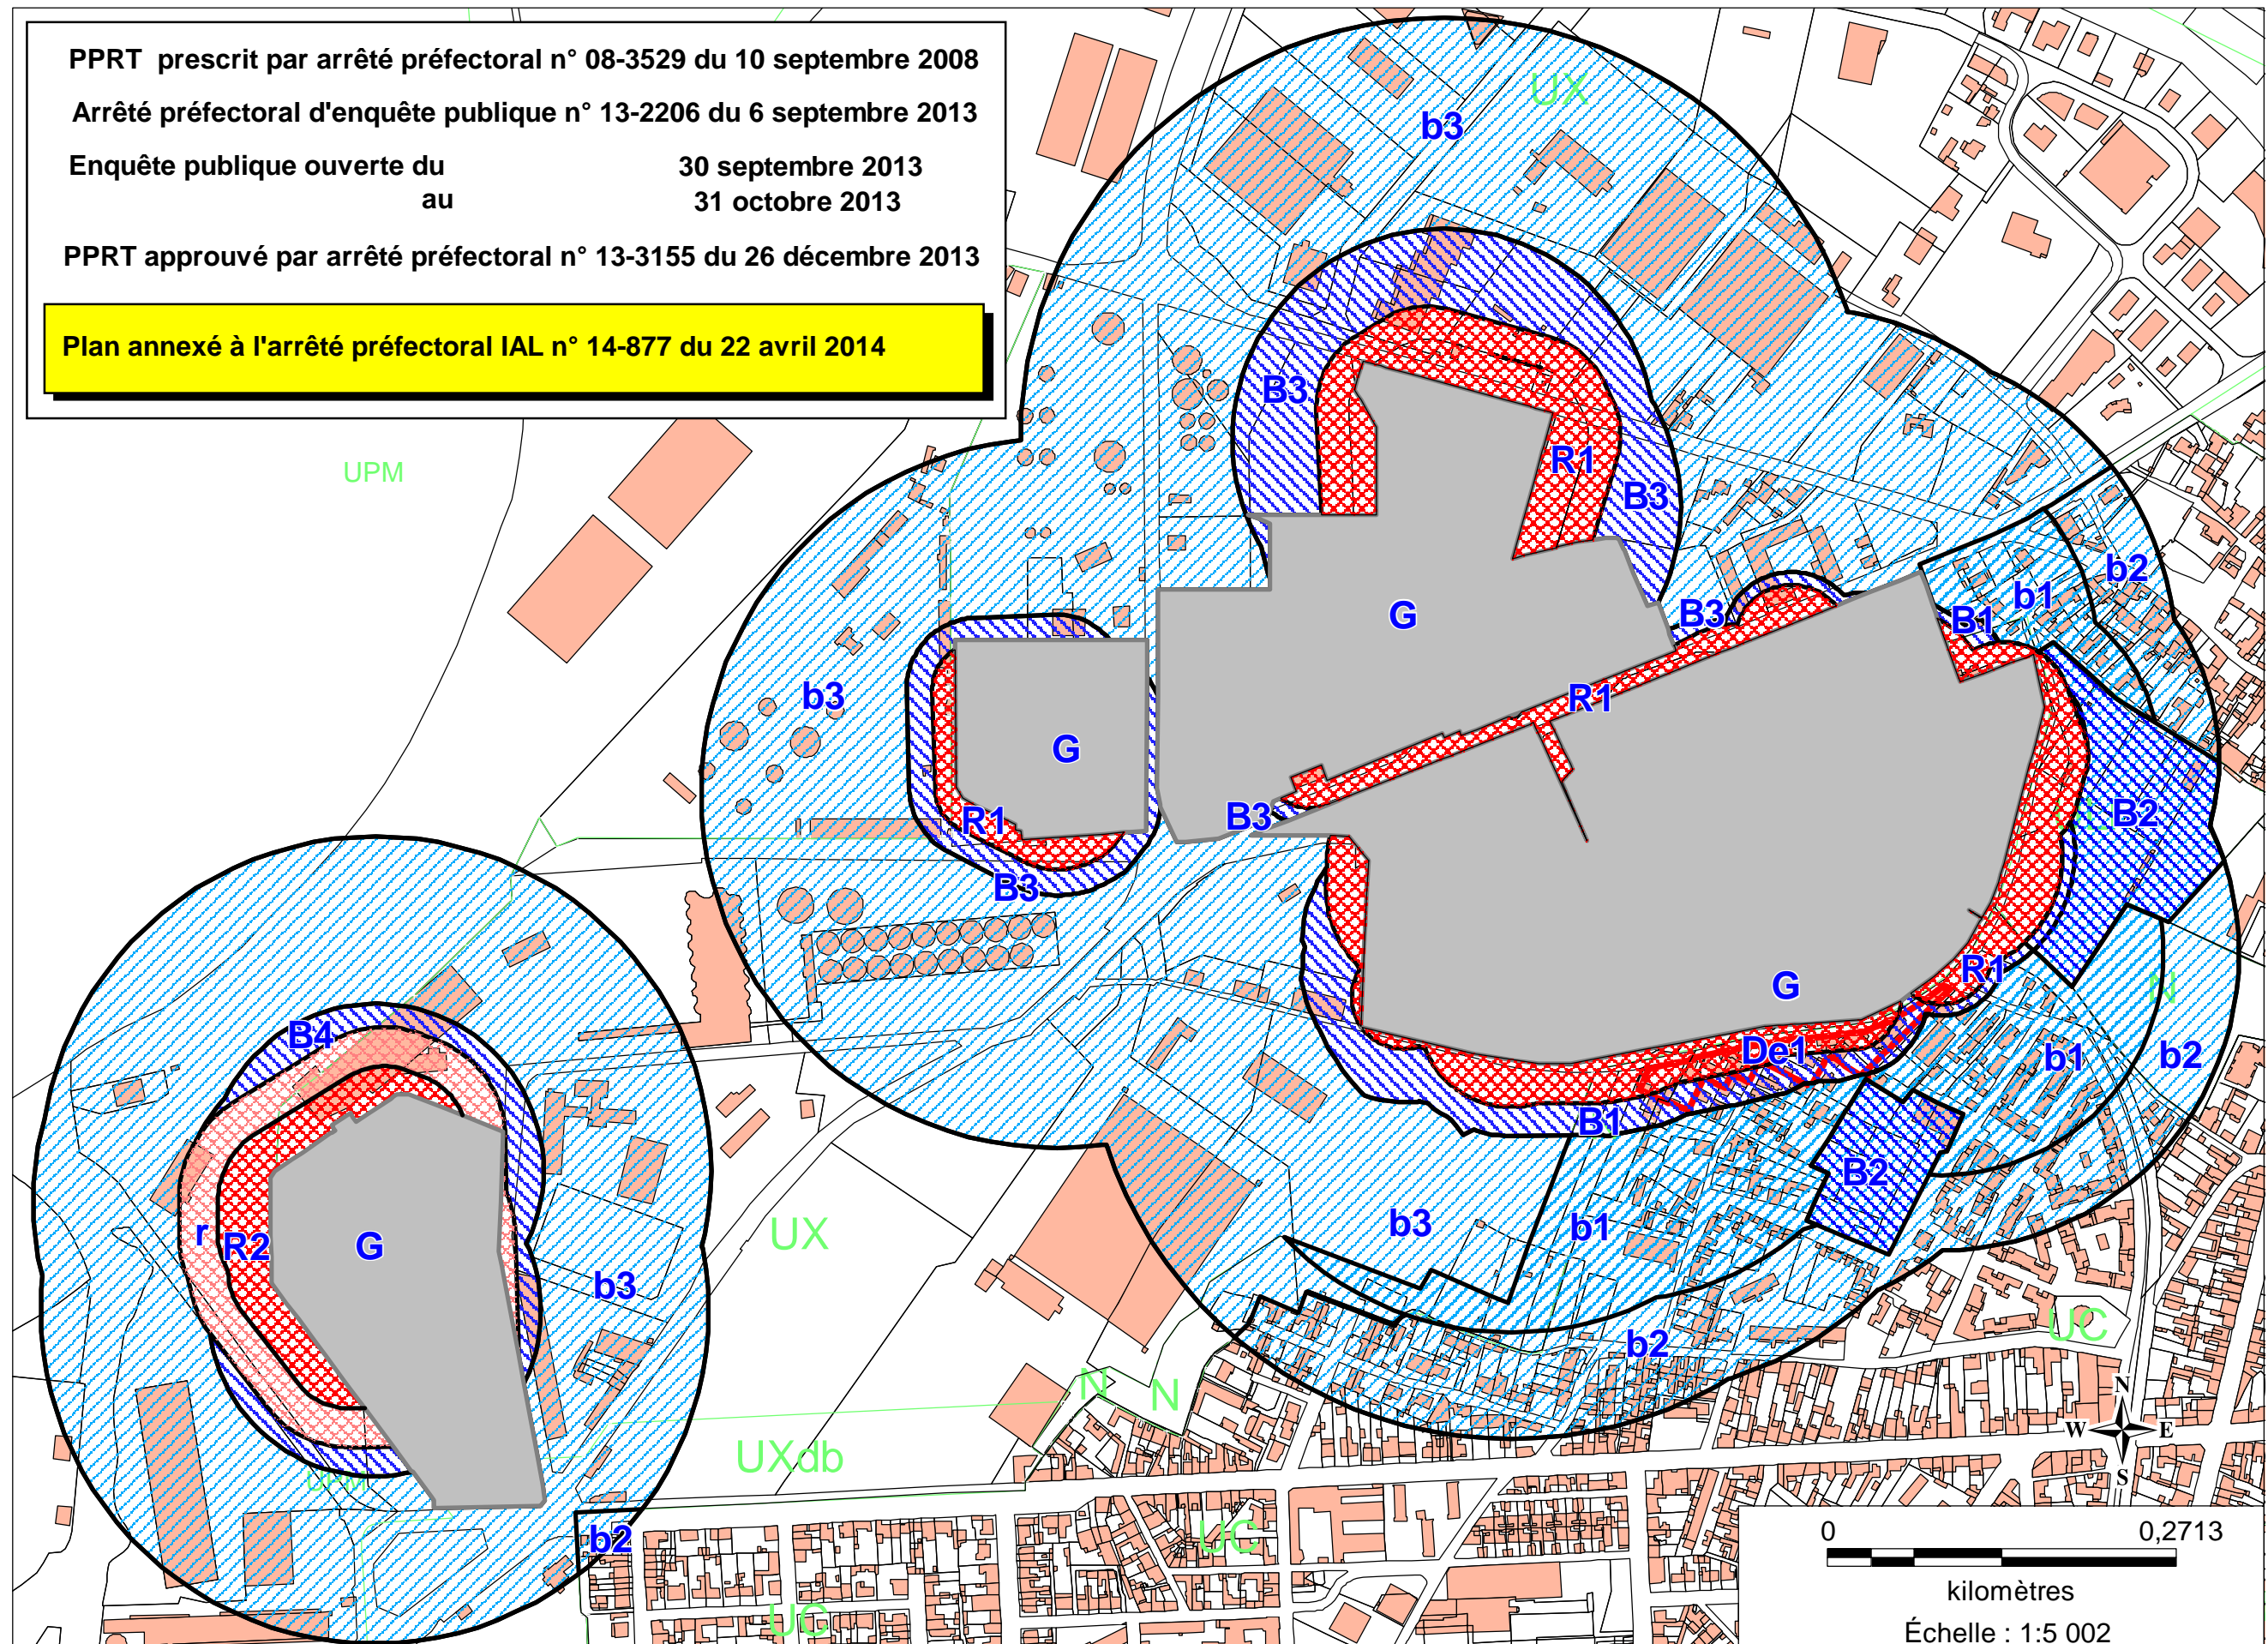 PPRT prescrit par arrêté préfectoral n° 08-3529 du 10 septembre 2008
Arrêté préfectoral d'enquête publique n° 13-2206 du 6 septembre 2013
Enquête publique ouverte du 30 septembre 2013
au 31 octobre 2013
PPRT approuvé par arrêté préfectoral n° 13-3155 du 26 décembre 2013
Plan annexé à l'arrêté préfectoral IAL n° 14-877 du 22 avril 2014
UX
b3
B3
UPM
R1
B3
b2
b1
B3
B1
G
b3
R1
G
B3
B2
R1
B3
R1
G
N
B4
De1
b1
b2
B1
B2
r
R2
G
UX
b3
b1
b3
UC
b2
N
N
N
W
E
S
UXdb
UPM
b2
UC
UC
0 0,2713
kilomètres
Échelle : 1:5 002